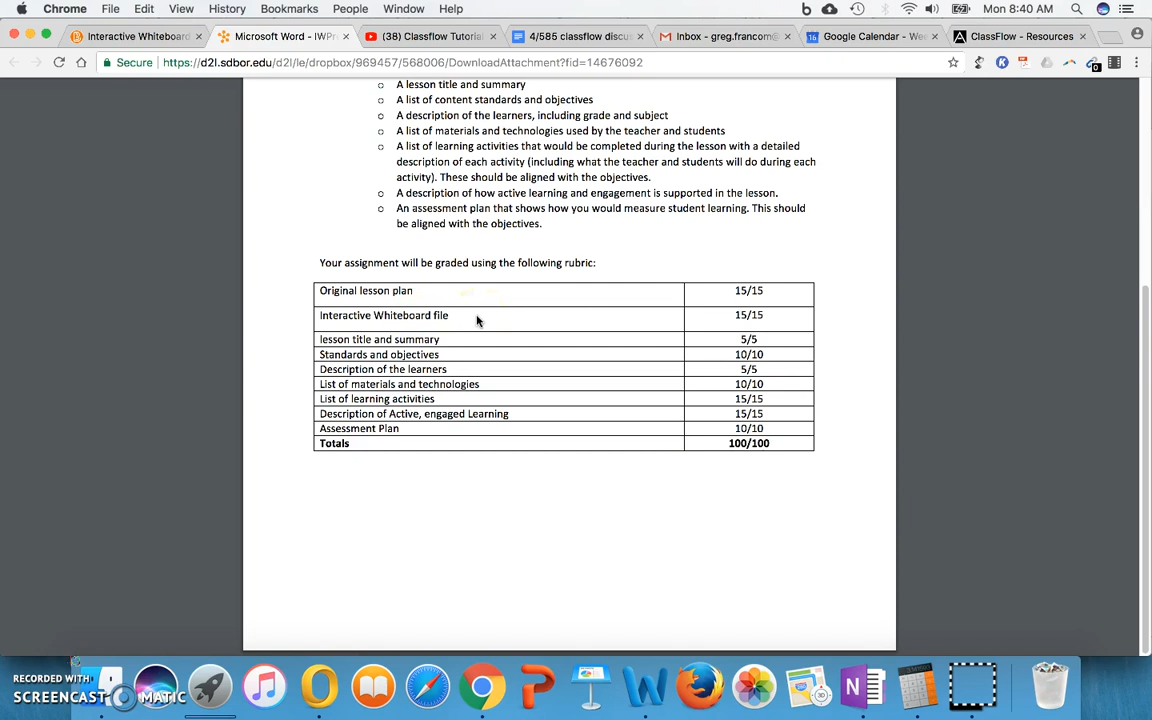 Chrome File Edit View History Bookmarks People Window Help Mon 8:40 AM
Interactive Whiteboard Microsoft Word - IWPr (38) Classflow Tutorial 4/585 classflow discu Inbox - greg.francom@ Google Calendar - Wee ClassFlow - Resources
Secure https://d2l.sdbor.edu/d2l/le/dropbox/969457/568006/DownloadAttachment?fid=14676092
o A lesson title and summary
o A list of content standards and objectives
o A description of the learners, including grade and subject
o A list of materials and technologies used by the teacher and students
o A list of learning activities that would be completed during the lesson with a detailed
description of each activity (including what the teacher and students will do during each
activity). These should be aligned with the objectives.
o A description of how active learning and engagement is supported in the lesson.
o An assessment plan that shows how you would measure student learning. This should
be aligned with the objectives.
Your assignment will be graded using the following rubric:
Original lesson plan 15/15
Interactive Whiteboard file 15/15
lesson title and summary 5/5
Standards and objectives 10/10
Description of the learners 5/5
List of materials and technologies 10/10
List of learning activities 15/15
Description of Active, engaged Learning 15/15
Assessment Plan 10/10
Totals 100/100
RECORDED WITH
SCREENCAST MATIC